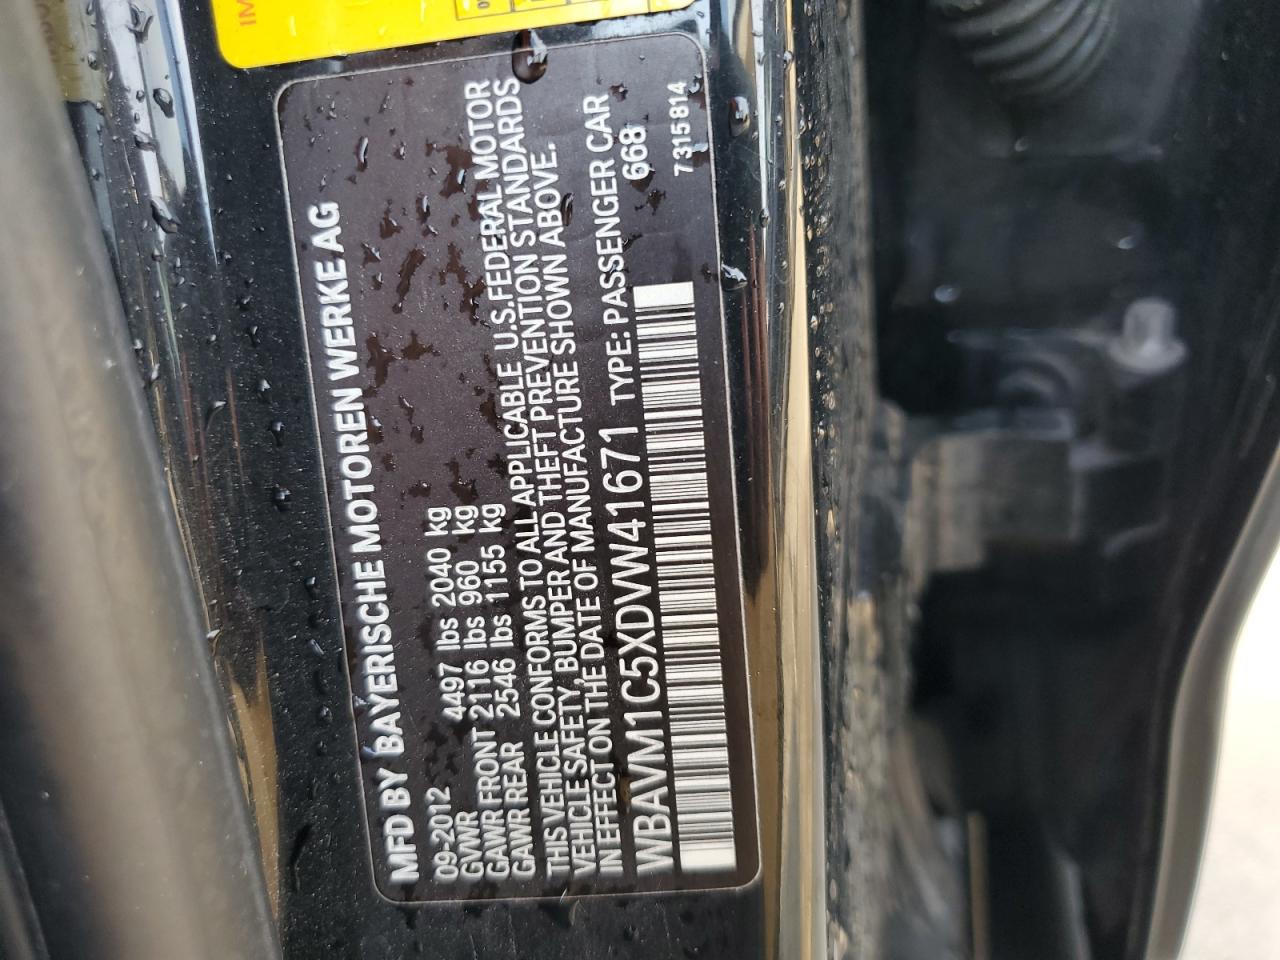 MFD BY BAYERISCHE MOTOREN WERKE AG
09-2012
GVWR 4497 lbs 2040 kg
GAWR FRONT 2116 lbs 960 kg
GAWR REAR 2546 lbs 1155 kg
THIS VEHICLE CONFORMS TO ALL APPLICABLE U.S.FEDERAL MOTOR
VEHICLE SAFETY, BUMPER AND THEFT PREVENTION STANDARDS
IN EFFECT ON THE DATE OF MANUFACTURE SHOWN ABOVE.
WBAVM1C5XDVW41671 TYPE: PASSENGER CAR
668
7315814